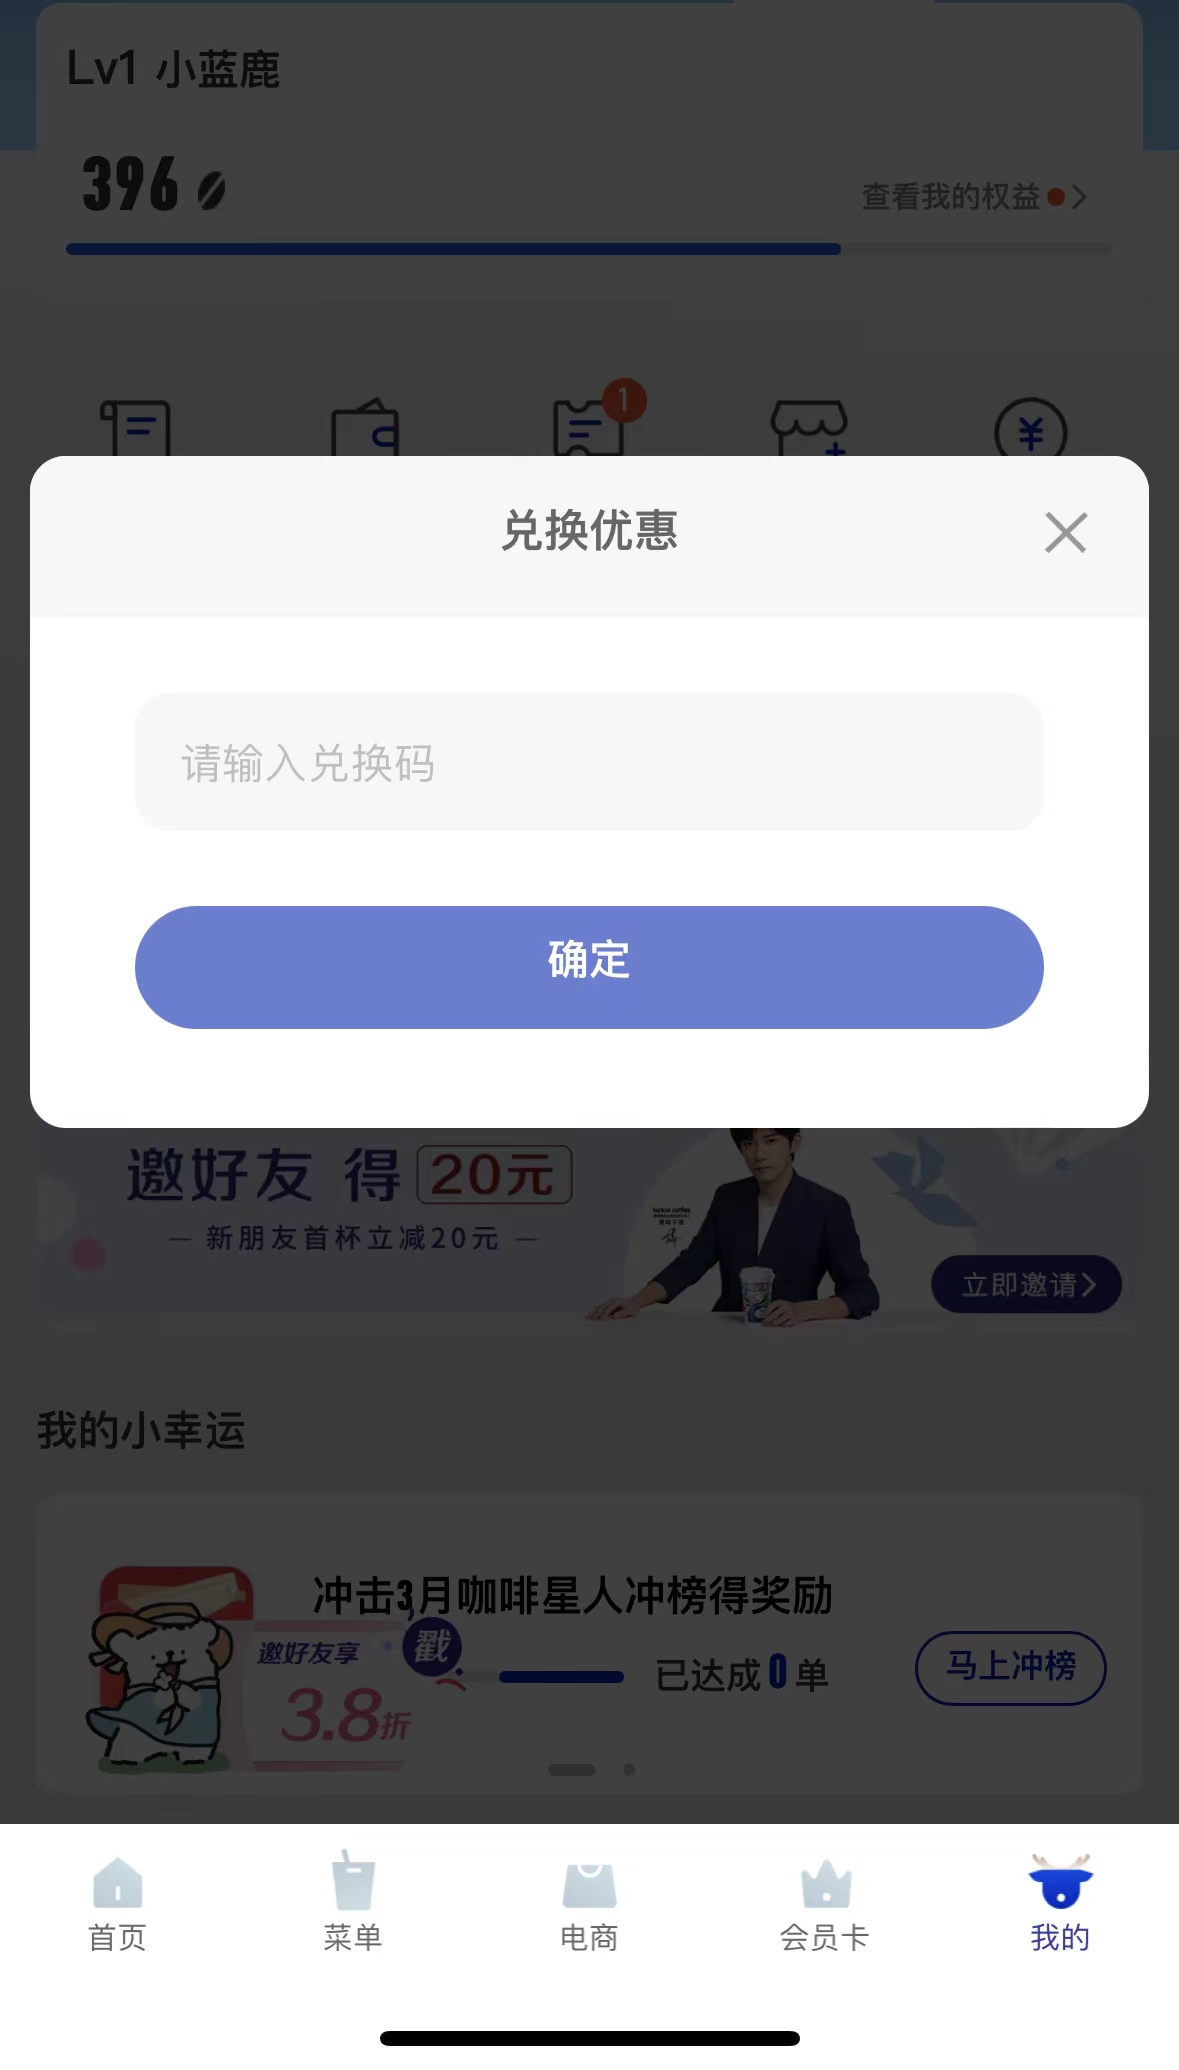 Lv1 小蓝鹿
396
查看我的权益
1
兑换优惠
请输入兑换码
确定
邀好友 得 20元
— 新朋友首杯立减20元 —
luckin coffee
立即邀请
我的小幸运
冲击3月咖啡星人冲榜得奖励
邀好友享 戳
3.8折
已达成0单
马上冲榜
首页
菜单
电商
会员卡
我的